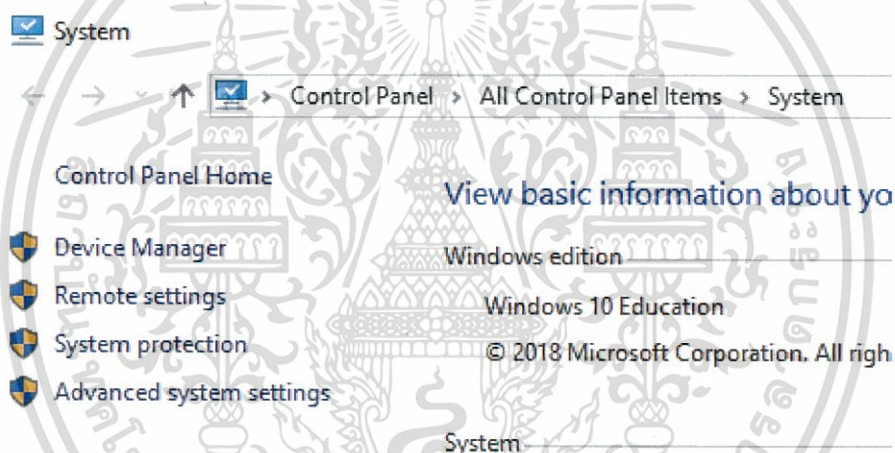 System
Control Panel > All Control Panel Items > System
Control Panel Home
View basic information about yo
Device Manager
Windows edition
Remote settings
Windows 10 Education
System protection
© 2018 Microsoft Corporation. All righ
Advanced system settings
System